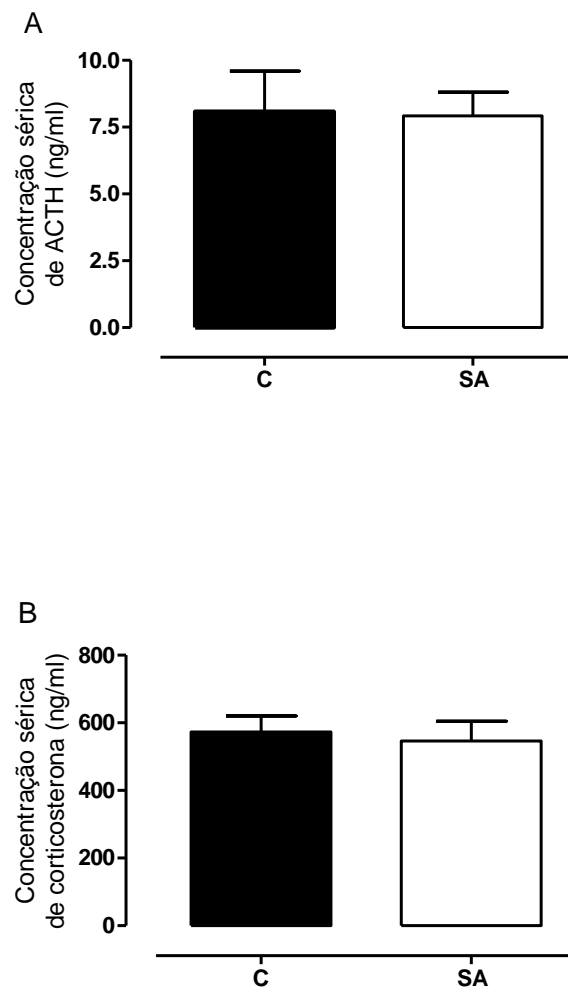 A
Concentração sérica
de ACTH (ng/ml)
10.0
7.5
5.0
2.5
0.0
C SA
B
Concentração sérica
de corticosterona (ng/ml)
800
600
400
200
0
C SA